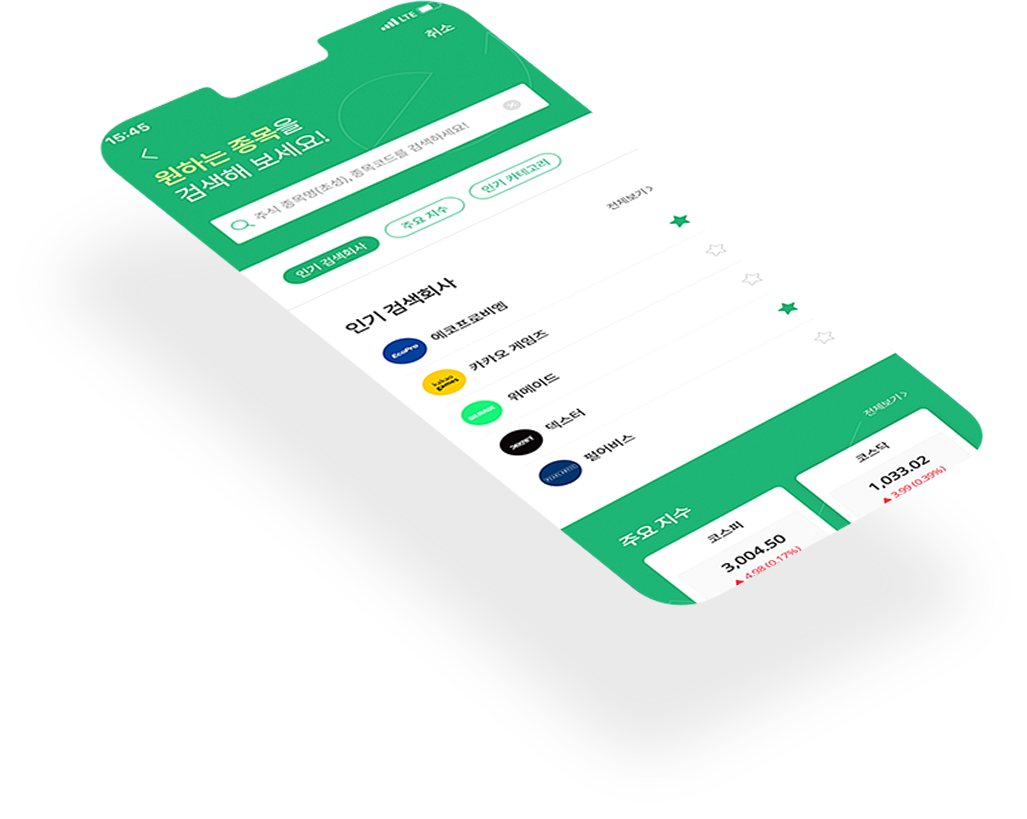 15:45
LTE
취소
원하는 종목을
검색해 보세요!
주식 종목명(초성), 종목코드를 검색하세요!
인기 검색회사
주요 지수
인기 카테고리
인기 검색회사
전체보기 >
EcoPro
에코프로비엠
kakao
games
카카오 게임즈
WEMADE
위메이드
덱스터
PEARLABYSS
펄어비스
주요 지수
전체보기 >
코스피
3,004.50
▲ 4.98 (0.17%)
코스닥
1,033.02
▲ 3.99 (0.39%)